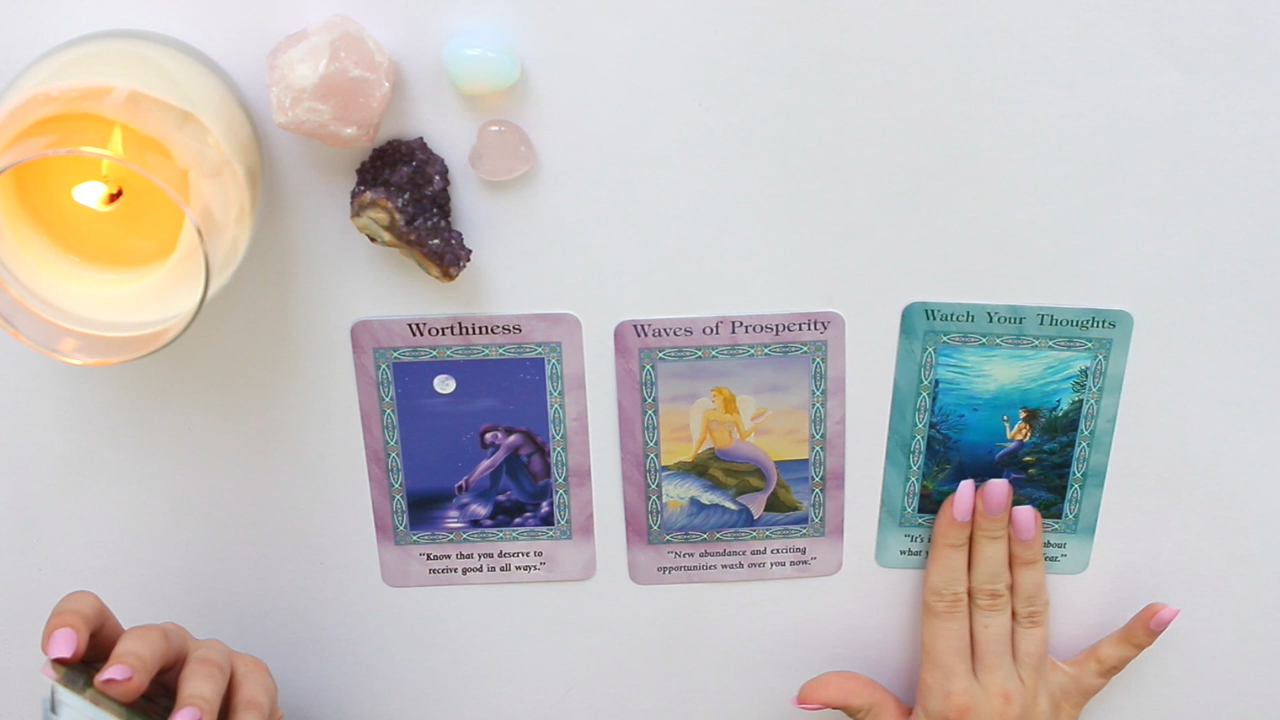 Worthiness
"Know that you deserve to
receive good in all ways."
Waves of Prosperity
"New abundance and exciting
opportunities wash over you now."
Watch Your Thoughts
"It's about
what